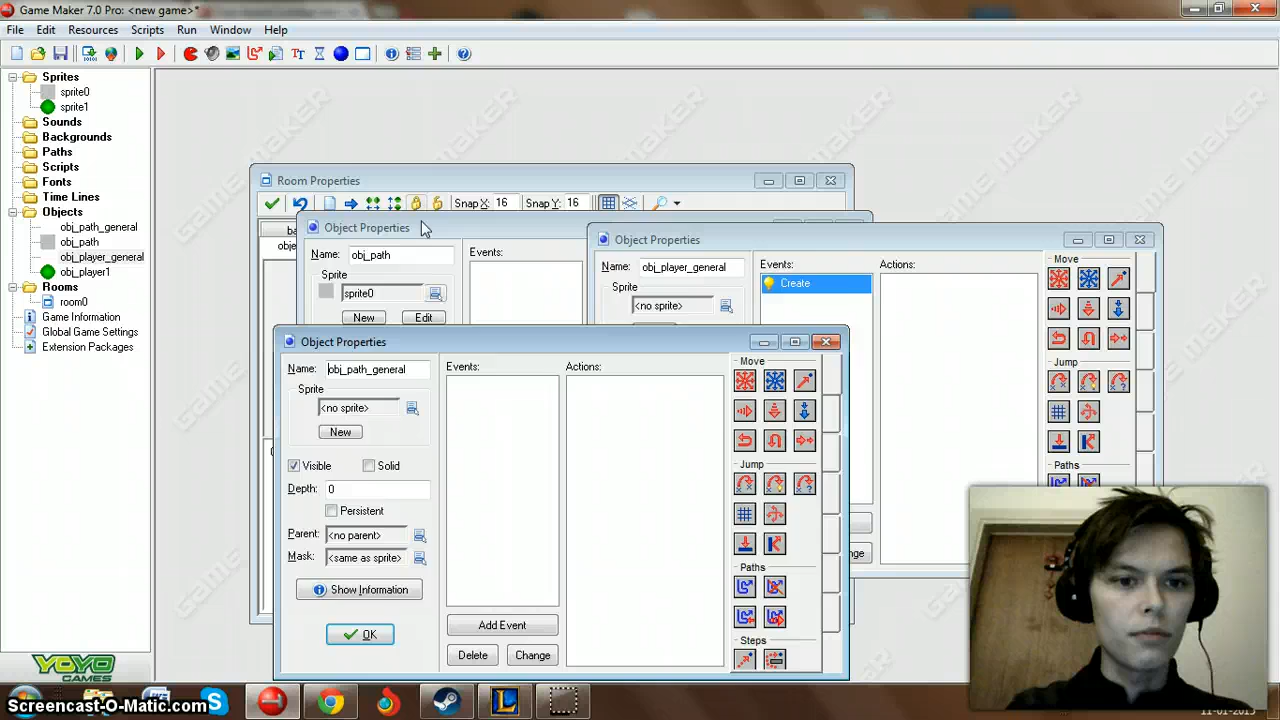 Game Maker 7.0 Pro: <new game>*
File Edit Resources Scripts Run Window Help
Sprites
sprite0
sprite1
Sounds
Backgrounds
Paths
Scripts
Fonts
Time Lines
Objects
obj_path_general
obj_path
obj_player_general
obj_player1
Rooms
room0
Game Information
Global Game Settings
Extension Packages
YOYO
GAMES
Room Properties
Snap X: 16 Snap Y: 16
Object Properties
Name: obj_path
Sprite
sprite0
New Edit
Events:
Object Properties
Name: obj_player_general
Sprite
<no sprite>
Events:
Create
Actions:
Move
Jump
Paths
Object Properties
Name: obj_path_general
Sprite
<no sprite>
New
Visible Solid
Depth: 0
Persistent
Parent: <no parent>
Mask: <same as sprite>
Show Information
OK
Events:
Add Event
Delete Change
Actions:
Move
Jump
Paths
Steps
Screencast-O-Matic.com
11-01-2013